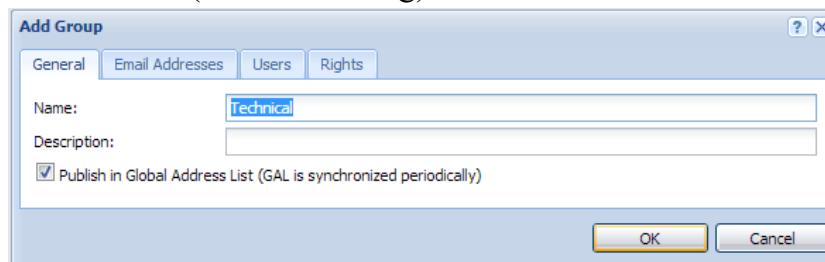 Add Group ?
General Email Addresses Users Rights
Name: Technical
Description:
Publish in Global Address List (GAL is synchronized periodically)
OK Cancel